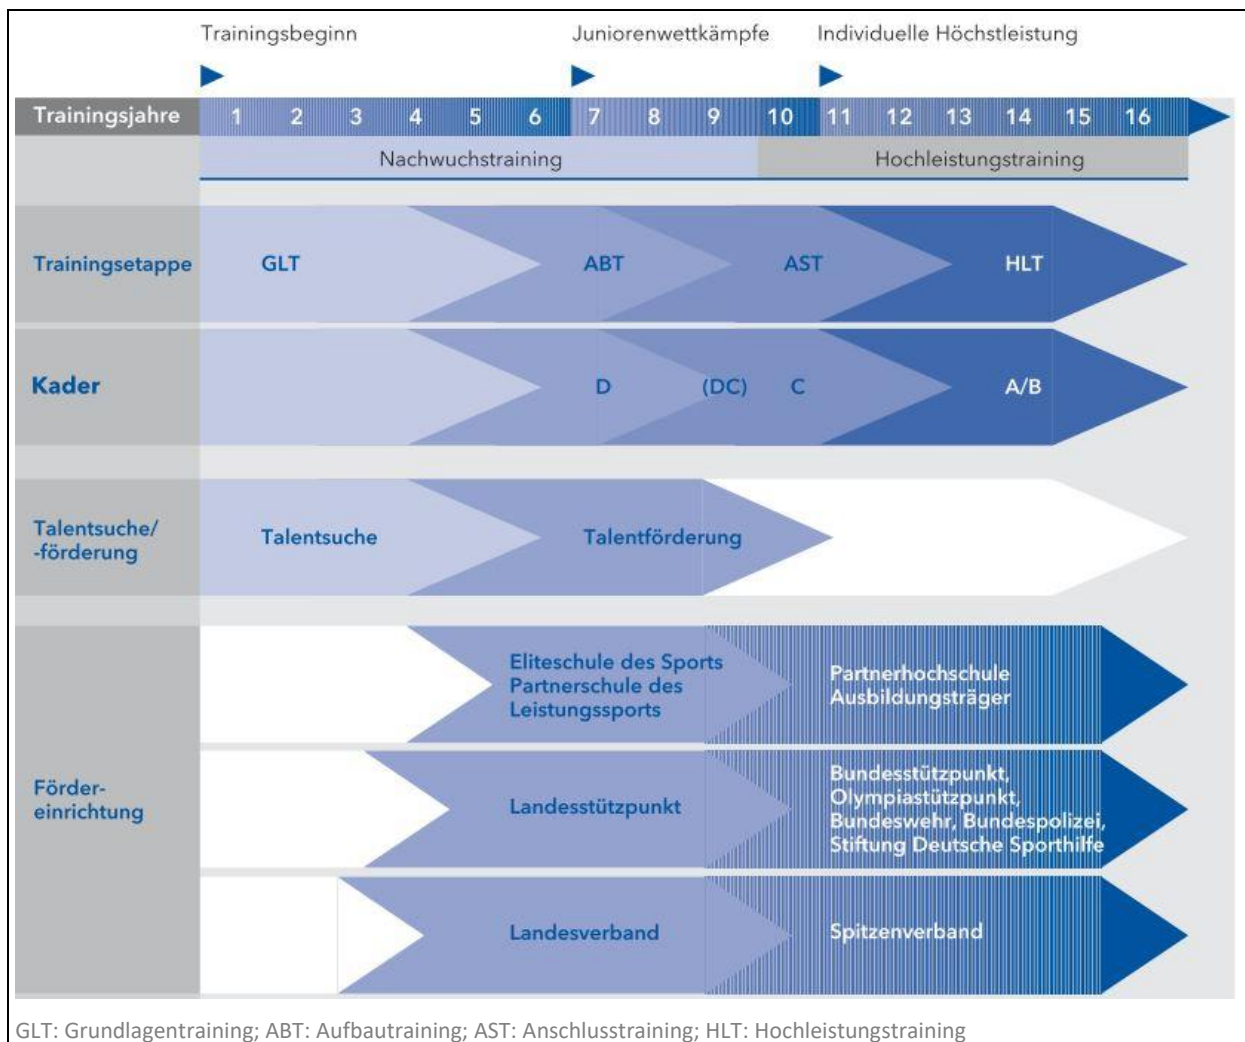 Trainingsbeginn Juniorenwettkämpfe Individuelle Höchstleistung
Trainingsjahre 1 2 3 4 5 6 7 8 9 10 11 12 13 14 15 16
Nachwuchstraining Hochleistungstraining
Trainingsetappe GLT ABT AST HLT
Kader D (DC) C A/B
Talentsuche/
-förderung
Talentsuche Talentförderung
Förder-
einrichtung
Eliteschule des Sports
Partnerschule des
Leistungssports
Partnerhochschule
Ausbildungsträger
Landesstützpunkt
Bundesstützpunkt,
Olympiastützpunkt,
Bundeswehr, Bundespolizei,
Stiftung Deutsche Sporthilfe
Landesverband
Spitzenverband
GLT: Grundlagentraining; ABT: Aufbautraining; AST: Anschlusstraining; HLT: Hochleistungstraining